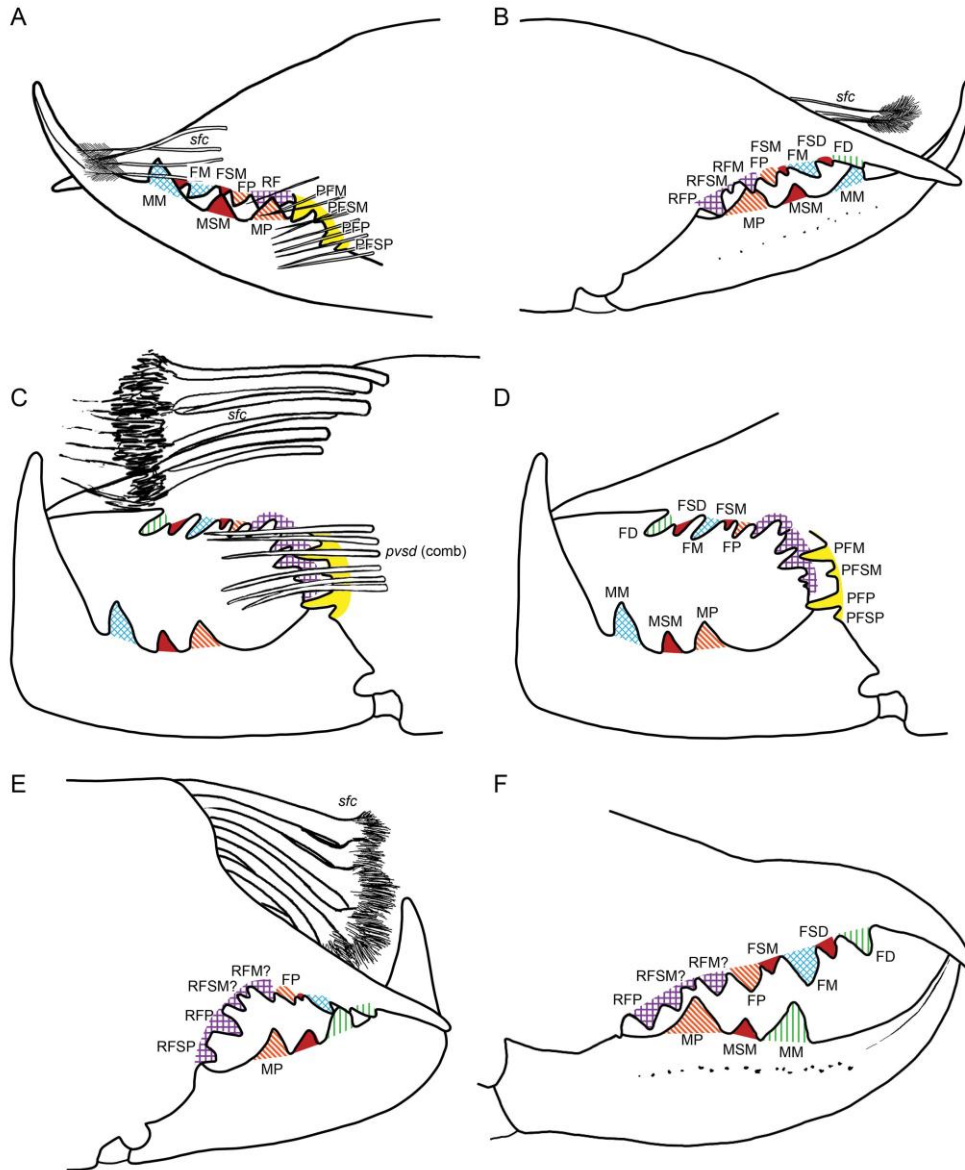 A
sfc
FM
FSM
FP
RF
PFM
PFSM
PFP
PFSP
MM
MSM
MP
B
sfc
FSD
FD
FSM
FM
FP
RFM
RFSM
RFP
MP
MSM
MM
C
sfc
pvsd (comb)
D
FSD
FSM
FD
FM
FP
PFM
PFSM
PFP
PFSP
MM
MSM
MP
E
sfc
RFM?
FP
RFSM?
RFP
RFSP
MP
F
FSD
FSM
RFM?
RFSM?
RFP
FD
FM
FP
MP
MSM
MM